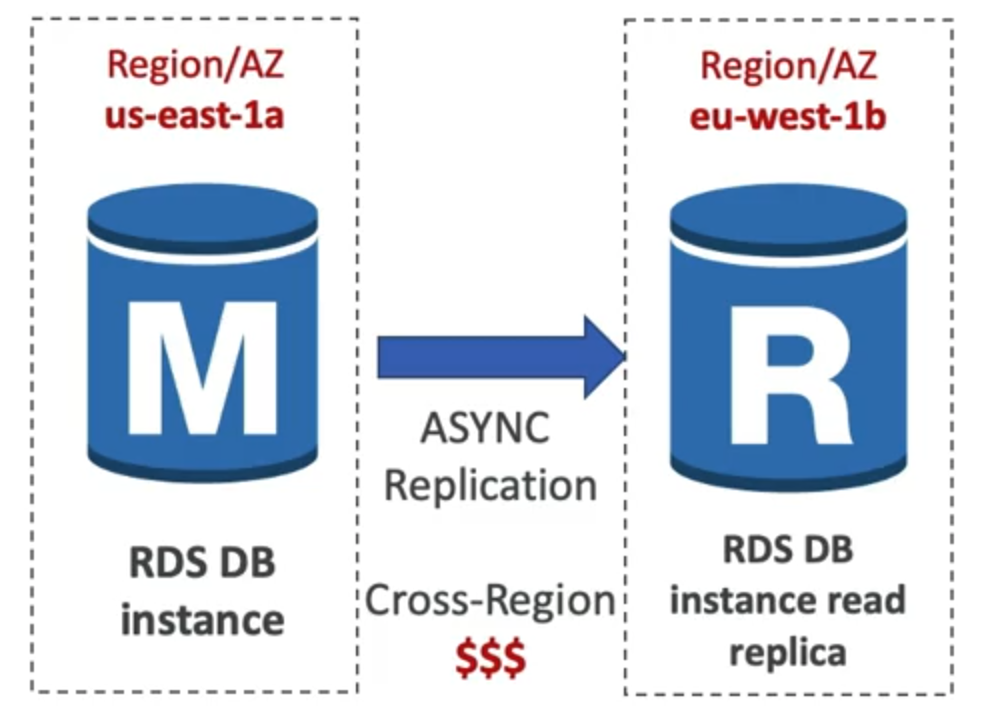 Region/AZ
us-east-1a
M
RDS DB
instance
ASYNC
Replication
Cross-Region
$$$
Region/AZ
eu-west-1b
R
RDS DB
instance read
replica